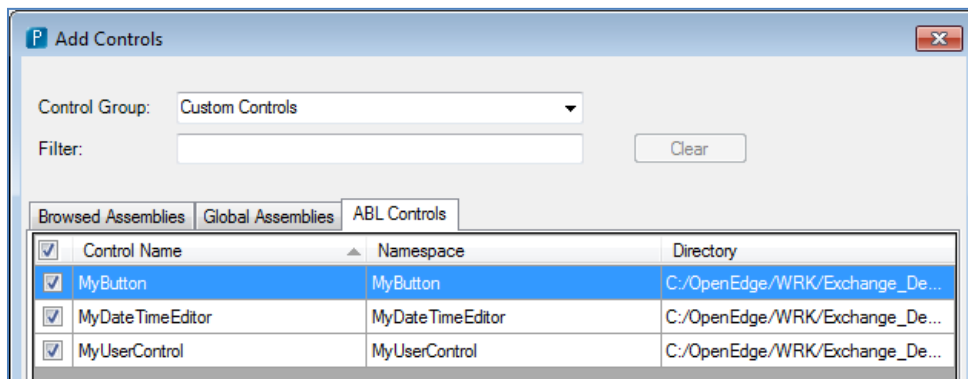 Add Controls
Control Group: Custom Controls
Filter: Clear
Browsed Assemblies Global Assemblies ABL Controls
Control Name Namespace Directory
MyButton MyButton C:/OpenEdge/WRK/Exchange_De...
MyDateTimeEditor MyDateTimeEditor C:/OpenEdge/WRK/Exchange_De...
MyUserControl MyUserControl C:/OpenEdge/WRK/Exchange_De...